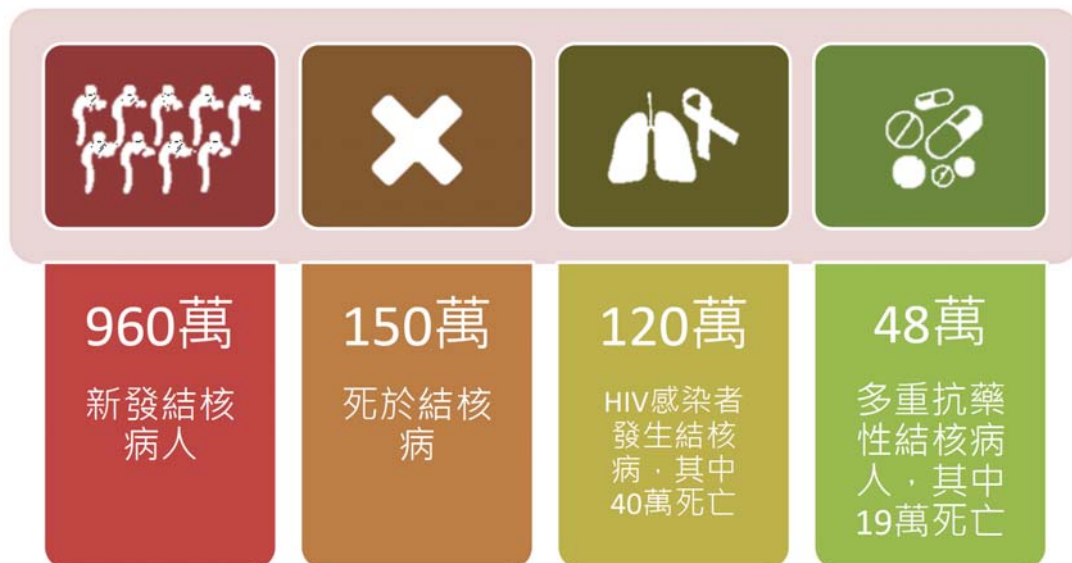 960萬
新發結核
病人
150萬
死於結核
病
120萬
HIV感染者
發生結核
病，其中
40萬死亡
48萬
多重抗藥
性結核病
人，其中
19萬死亡